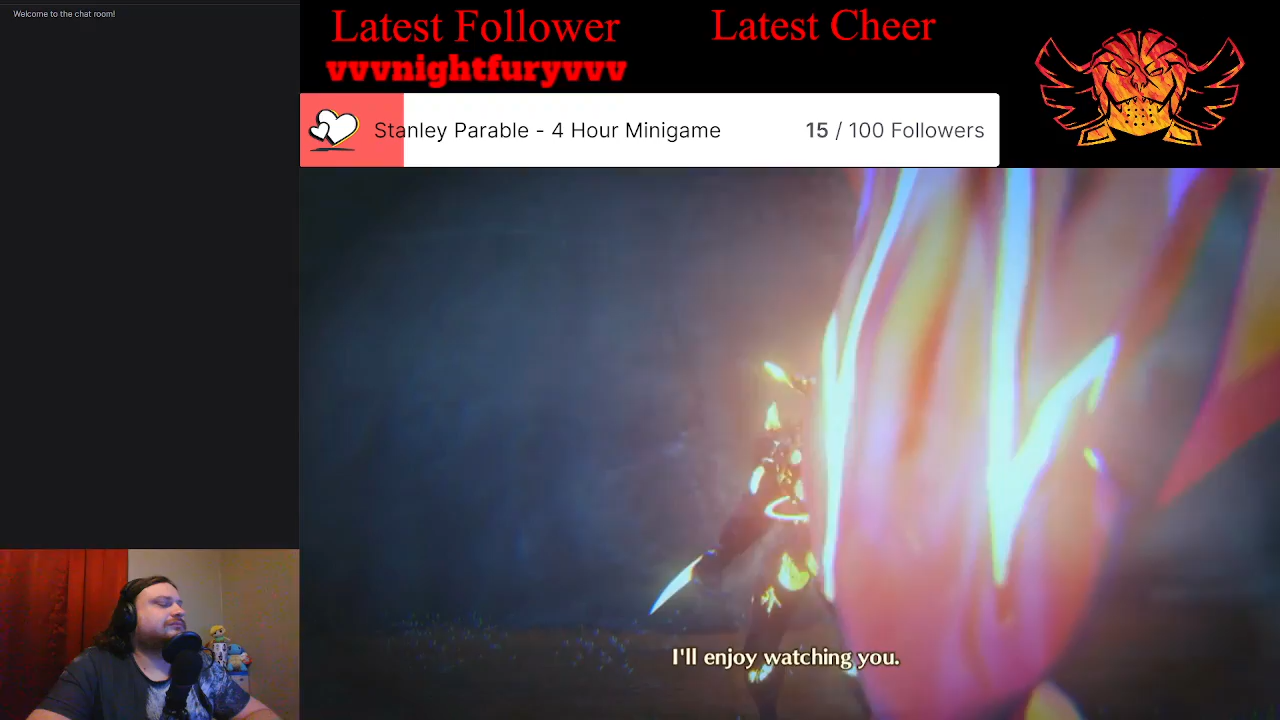 Welcome to the chat room!
Latest Follower
vvvnightfuryvvv
Latest Cheer
Stanley Parable - 4 Hour Minigame
15 / 100 Followers
I'll enjoy watching you.